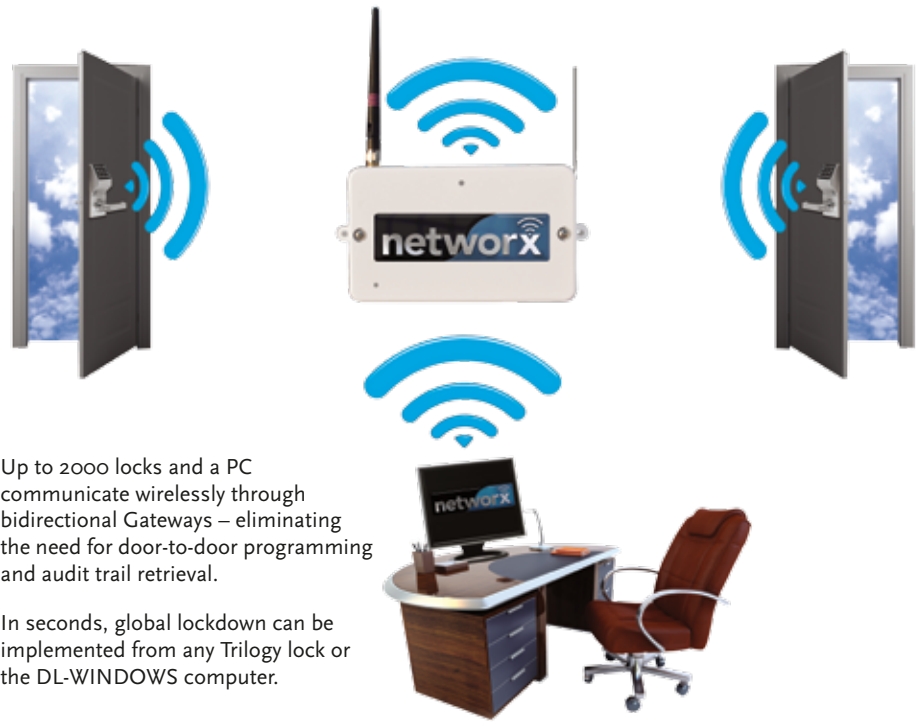 networx
networx
Up to 2000 locks and a PC
communicate wirelessly through
bidirectional Gateways – eliminating
the need for door-to-door programming
and audit trail retrieval.
In seconds, global lockdown can be
implemented from any Trilogy lock or
the DL-WINDOWS computer.